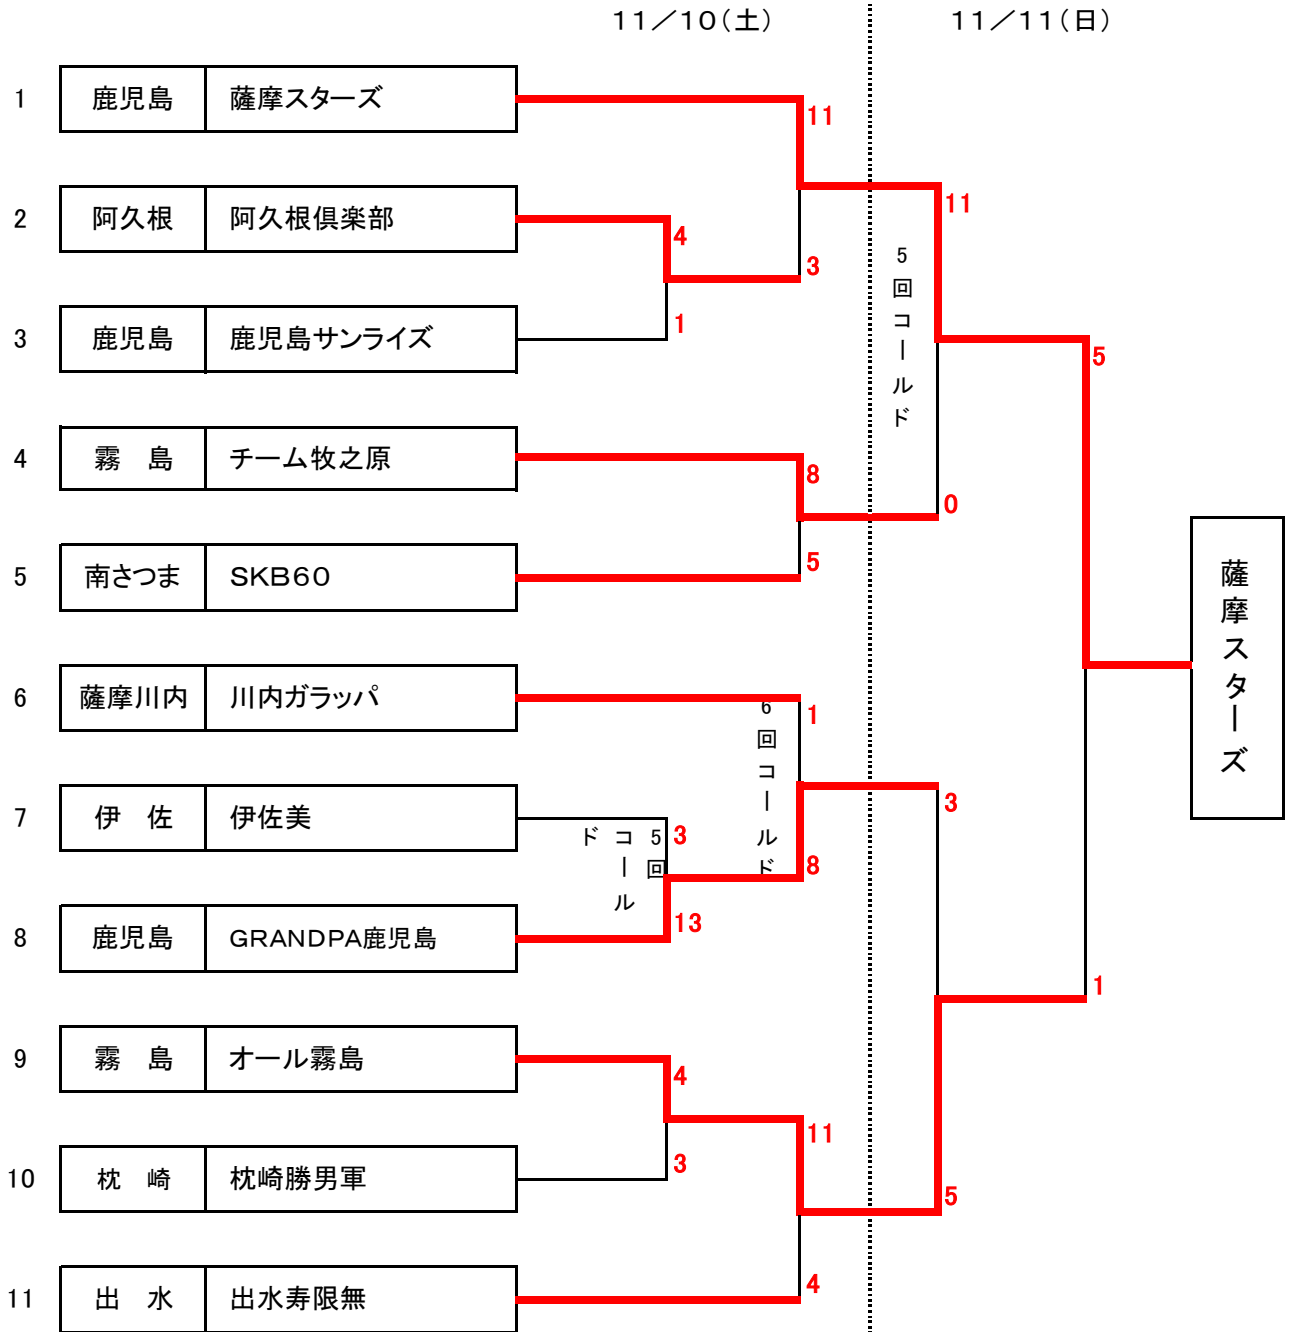 11／10(土)
11／11(日)
1 鹿児島 薩摩スターズ
11
2 阿久根 阿久根倶楽部
11
4
3
5回コールド
3 鹿児島 鹿児島サンライズ
1
5
4 霧　島 チーム牧之原
8
0
5 南さつま SKB60
5
薩摩スターズ
6 薩摩川内 川内ガラッパ
1
6回コールド
3
7 伊　佐 伊佐美
3
5回コールド
8
8 鹿児島 GRANDPA鹿児島
13
1
9 霧　島 オール霧島
4
11
10 枕　崎 枕崎勝男軍
3
5
11 出　水 出水寿限無
4